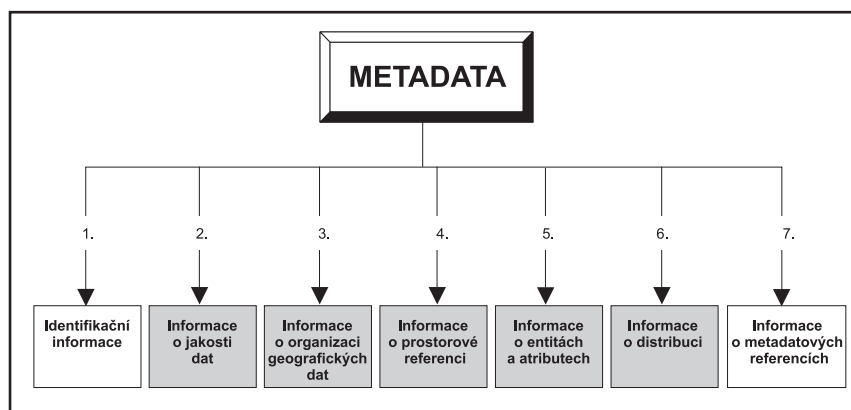 METADATA
1. 2. 3. 4. 5. 6. 7.
Identifikační
informace
Informace
o jakosti
dat
Informace
o organizaci
geografických
dat
Informace
o prostorové
referenci
Informace
o entitách
a atributech
Informace
o distribuci
Informace
o metadatových
referencích